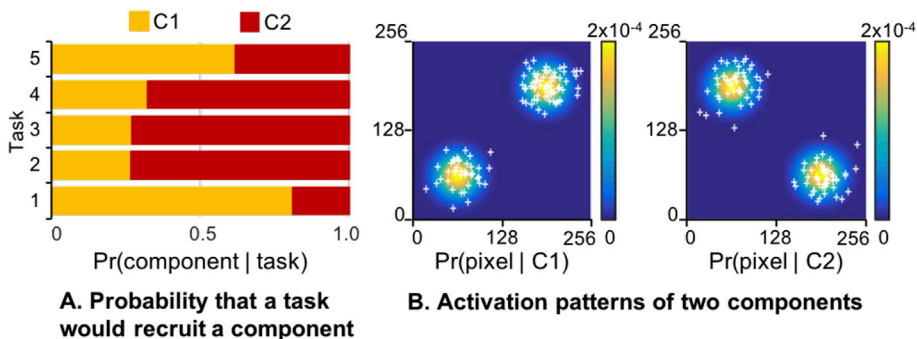 C1 C2
Task
5
4
3
2
1
0 0.5 1.0
Pr(component | task)
A. Probability that a task
would recruit a component
256 2x10-4
128
0 0
0 128 256
Pr(pixel | C1)
256 2x10-4
128
0 0
0 128 256
Pr(pixel | C2)
B. Activation patterns of two components